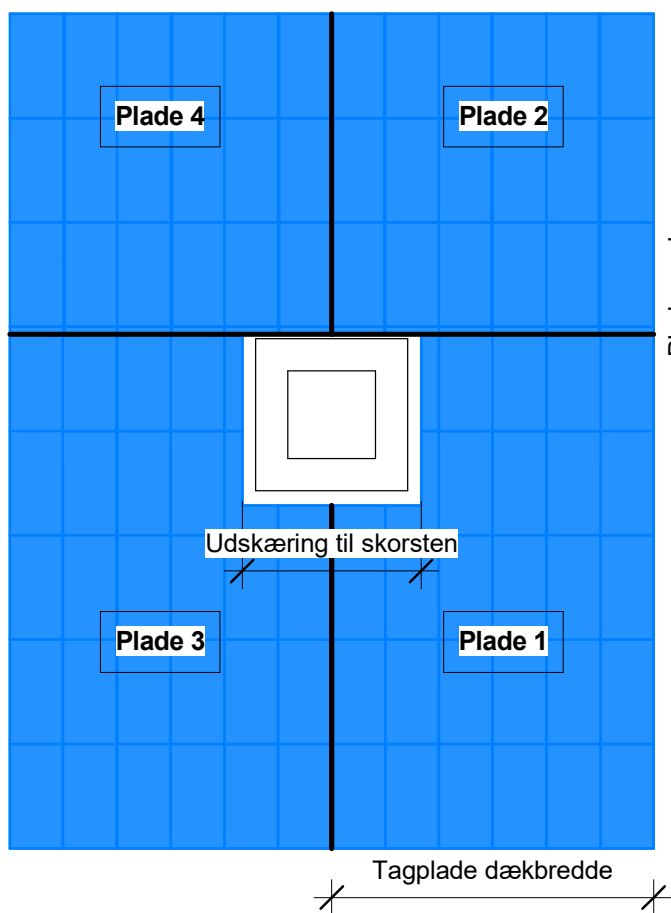 Plade 4
Plade 2
Udskæring til skorsten
Plade 3
Plade 1
Tagplade dækbredde